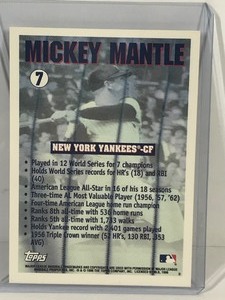 MICKEY MANTLE
7
NEW YORK YANKEES®-CF
• Played in 12 World Series for 7 champions
• Holds World Series records for HR's (18) and RBI
(40)
• American League All-Star in 16 of his 18 seasons
• Three-time AL Most Valuable Player (1956, '57, '62)
• Four-time American League home run champion
• Ranks 8th all-time with 536 home runs
• Ranks 5th all-time with 1,733 walks
• Holds Yankee record with 2,401 games played
• 1956 Triple Crown winner (52 HR's, 130 RBI, .353
AVG)
TOPPS